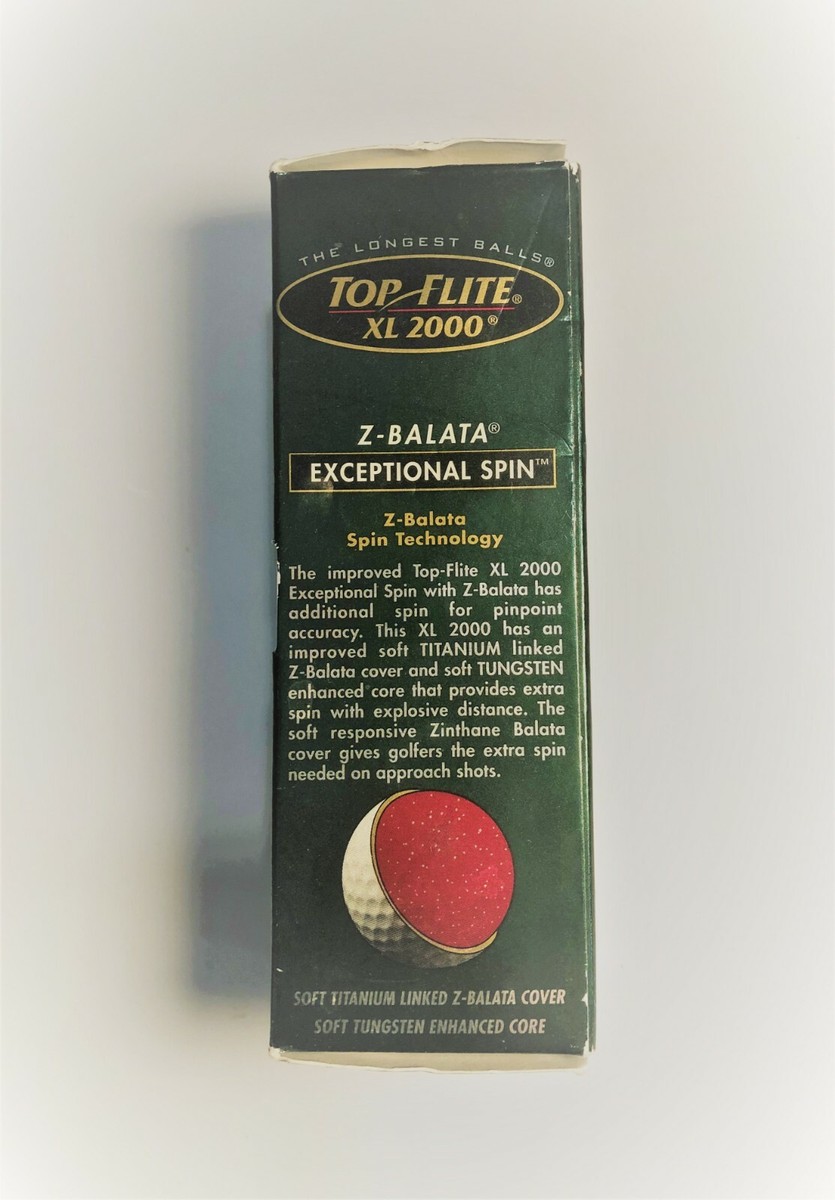 THE LONGEST BALLS®
TOP-FLITE®
XL 2000®
Z-BALATA®
EXCEPTIONAL SPIN™
Z-Balata
Spin Technology
The improved Top-Flite XL 2000
Exceptional Spin with Z-Balata has
additional spin for pinpoint
accuracy. This XL 2000 has an
improved soft TITANIUM linked
Z-Balata cover and soft TUNGSTEN
enhanced core that provides extra
spin with explosive distance. The
soft responsive Zinthane Balata
cover gives golfers the extra spin
needed on approach shots.
SOFT TITANIUM LINKED Z-BALATA COVER
SOFT TUNGSTEN ENHANCED CORE